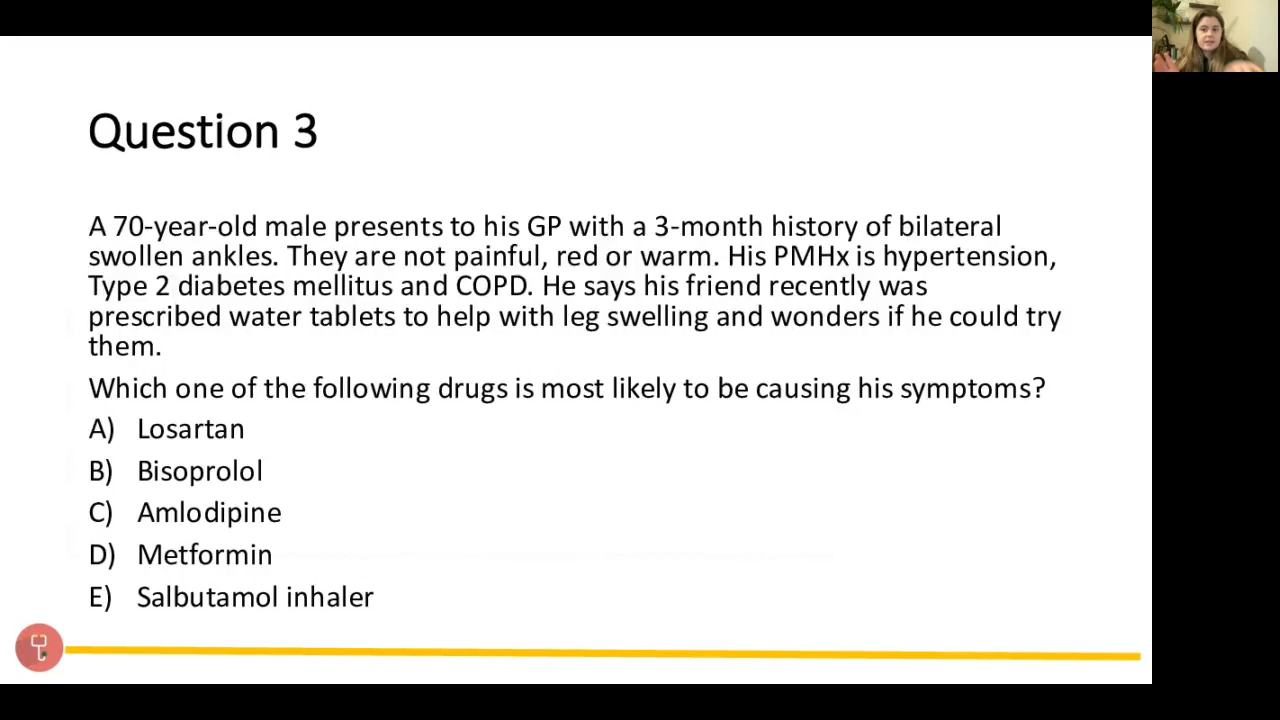 Question 3
A 70-year-old male presents to his GP with a 3-month history of bilateral
swollen ankles. They are not painful, red or warm. His PMHx is hypertension,
Type 2 diabetes mellitus and COPD. He says his friend recently was
prescribed water tablets to help with leg swelling and wonders if he could try
them.
Which one of the following drugs is most likely to be causing his symptoms?
A) Losartan
B) Bisoprolol
C) Amlodipine
D) Metformin
E) Salbutamol inhaler